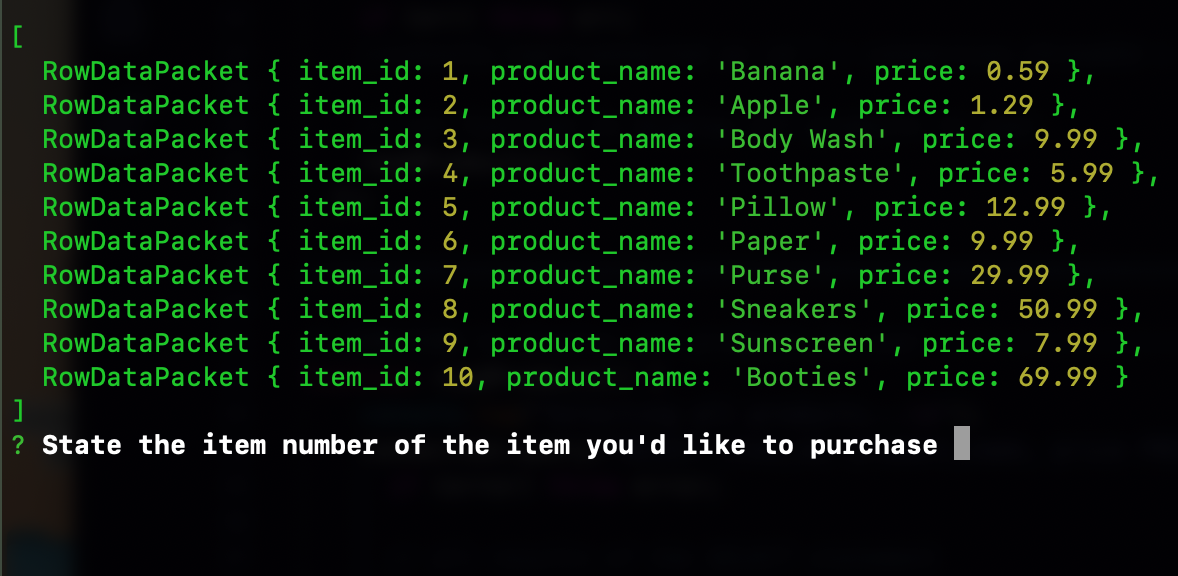 [
  RowDataPacket { item_id: 1, product_name: 'Banana', price: 0.59 },
  RowDataPacket { item_id: 2, product_name: 'Apple', price: 1.29 },
  RowDataPacket { item_id: 3, product_name: 'Body Wash', price: 9.99 },
  RowDataPacket { item_id: 4, product_name: 'Toothpaste', price: 5.99 },
  RowDataPacket { item_id: 5, product_name: 'Pillow', price: 12.99 },
  RowDataPacket { item_id: 6, product_name: 'Paper', price: 9.99 },
  RowDataPacket { item_id: 7, product_name: 'Purse', price: 29.99 },
  RowDataPacket { item_id: 8, product_name: 'Sneakers', price: 50.99 },
  RowDataPacket { item_id: 9, product_name: 'Sunscreen', price: 7.99 },
  RowDataPacket { item_id: 10, product_name: 'Booties', price: 69.99 }
]
? State the item number of the item you'd like to purchase